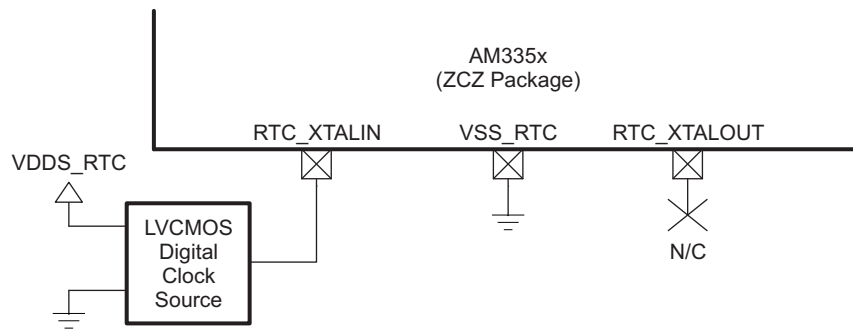 AM335x
(ZCZ Package)
RTC_XTALIN
VSS_RTC
RTC_XTALOUT
VDDS_RTC
LVCMOS
Digital
Clock
Source
N/C